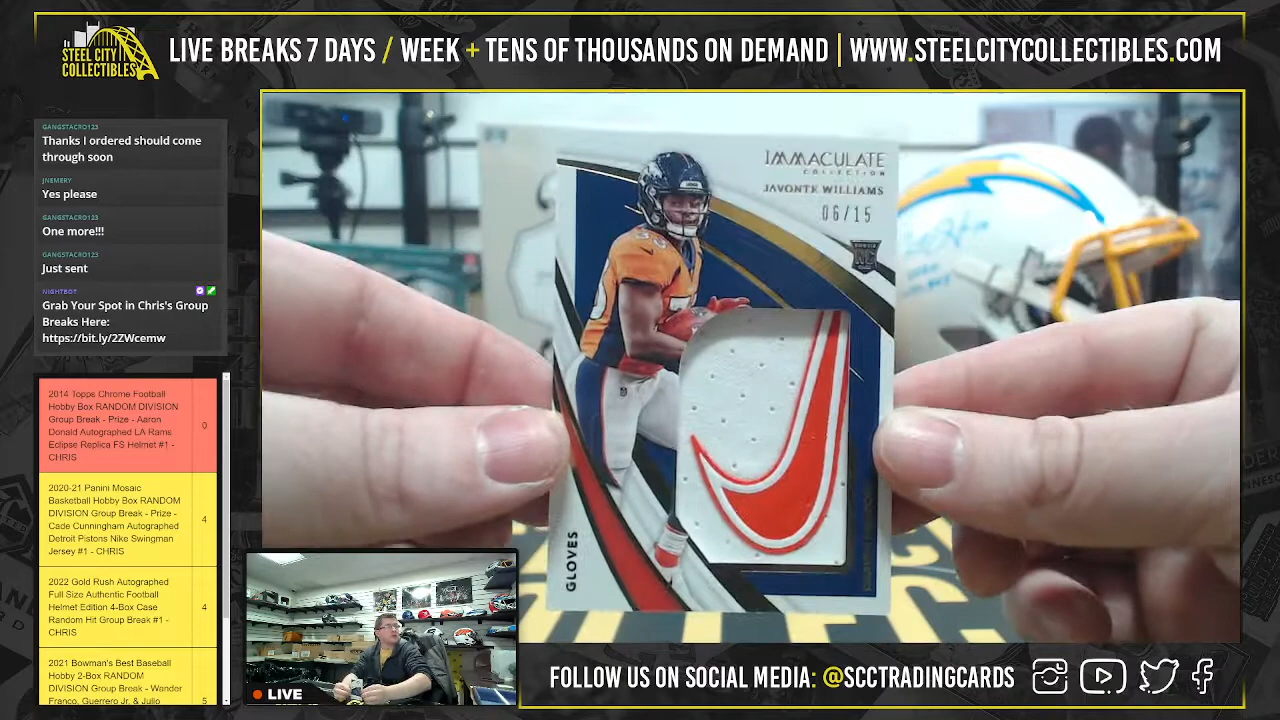 STEEL CITY
COLLECTIBLES
LIVE BREAKS 7 DAYS / WEEK + TENS OF THOUSANDS ON DEMAND | WWW.STEELCITYCOLLECTIBLES.COM
GANGSTACRO123
Thanks I ordered should come
through soon
JNEMERY
Yes please
GANGSTACRO123
One more!!!
GANGSTACRO123
Just sent
NIGHTBOT
Grab Your Spot in Chris's Group
Breaks Here:
https://bit.ly/2ZWcemw
2014 Topps Chrome Football
Hobby Box RANDOM DIVISION
Group Break - Prize - Aaron
Donald Autographed LA Rams
Eclipse Replica FS Helmet #1 -
CHRIS
0
2020-21 Panini Mosaic
Basketball Hobby Box RANDOM
DIVISION Group Break - Prize -
Cade Cunningham Autographed
Detroit Pistons Nike Swingman
Jersey #1 - CHRIS
4
2022 Gold Rush Autographed
Full Size Authentic Football
Helmet Edition 4-Box Case
Random Hit Group Break #1 -
CHRIS
4
2021 Bowman's Best Baseball
Hobby 2-Box RANDOM
DIVISION Group Break - Wander
Franco, Guerrero Jr. & Julio
5
IMMACULATE
COLLECTION
JAVONTE WILLIAMS
06/15
RC
33
GLOVES
LIVE
FOLLOW US ON SOCIAL MEDIA: @SCCTRADINGCARDS